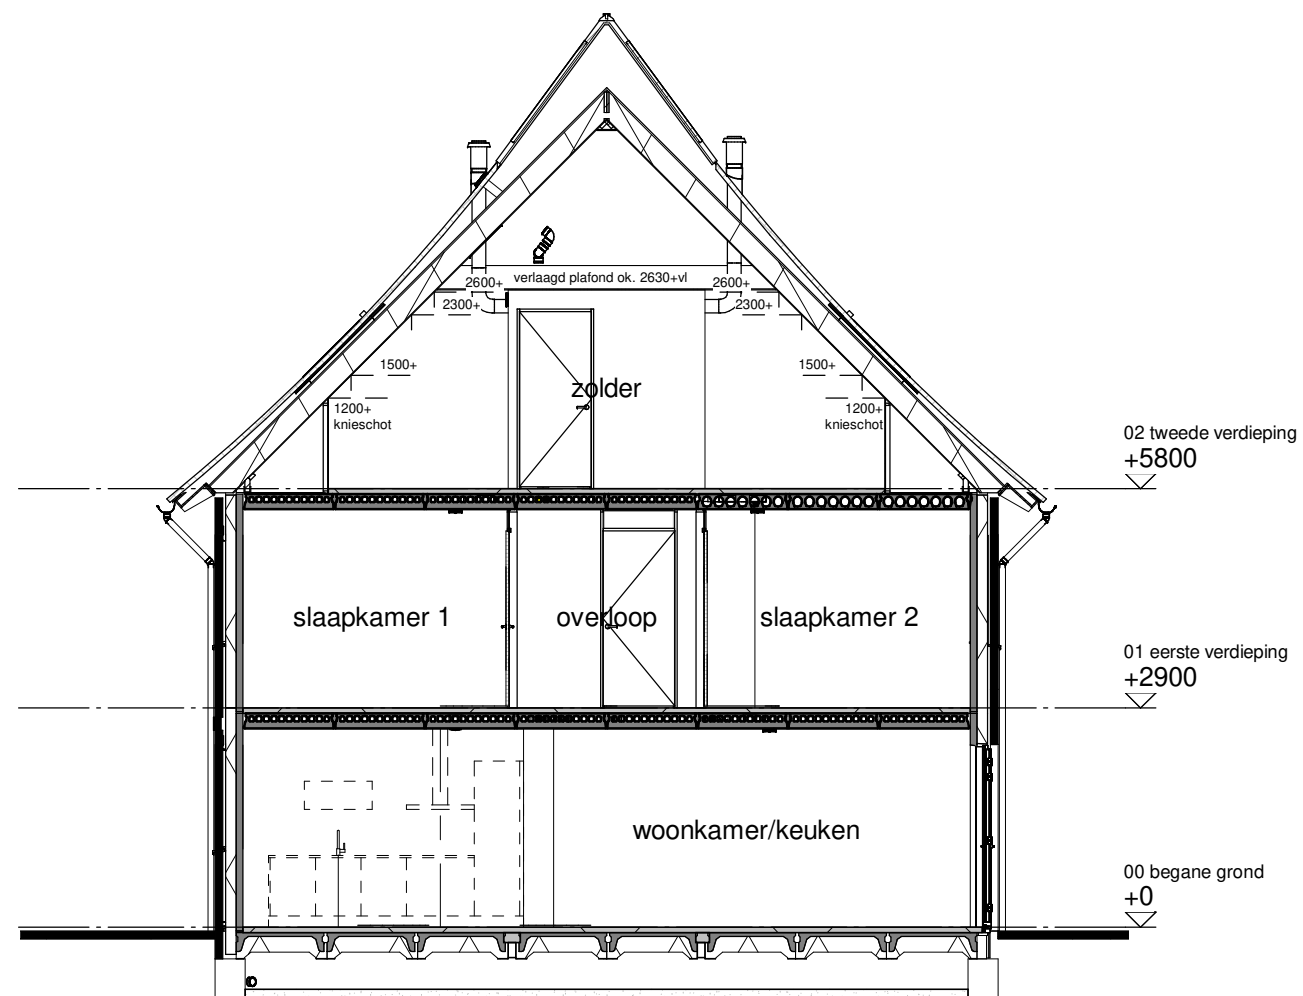 verlaagd plafond ok. 2630+vl
2600+
2600+
2300+
2300+
1500+
1500+
zolder
1200+
knieschot
1200+
knieschot
02 tweede verdieping
+5800
slaapkamer 1
overloop
slaapkamer 2
01 eerste verdieping
+2900
woonkamer/keuken
00 begane grond
+0